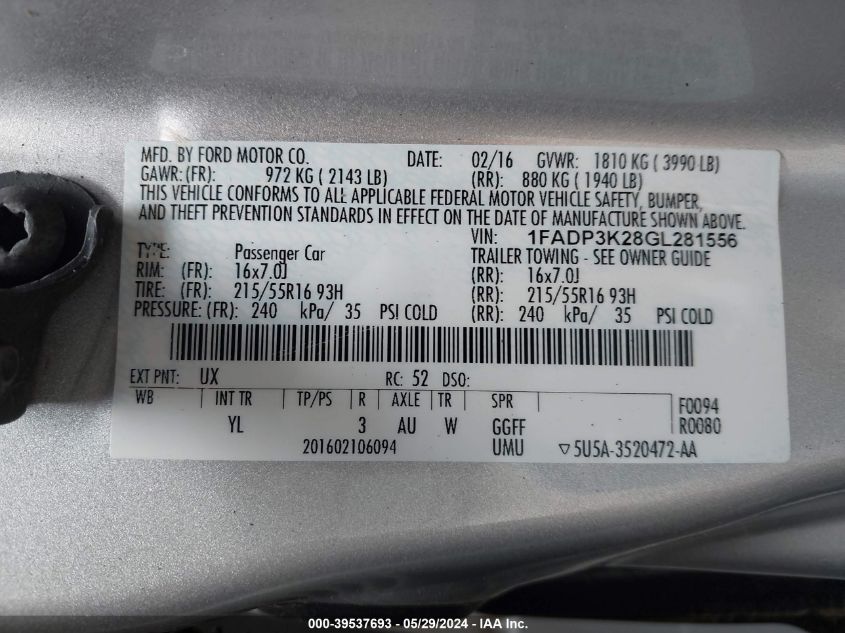 MFD. BY FORD MOTOR CO. DATE: 02/16 GVWR: 1810 KG ( 3990 LB)
GAWR: (FR): 972 KG ( 2143 LB) (RR): 880 KG ( 1940 LB)
THIS VEHICLE CONFORMS TO ALL APPLICABLE FEDERAL MOTOR VEHICLE SAFETY, BUMPER,
AND THEFT PREVENTION STANDARDS IN EFFECT ON THE DATE OF MANUFACTURE SHOWN ABOVE.
VIN: 1FADP3K28GL281556
TYPE: Passenger Car TRAILER TOWING - SEE OWNER GUIDE
RIM: (FR): 16x7.0J (RR): 16x7.0J
TIRE: (FR): 215/55R16 93H (RR): 215/55R16 93H
PRESSURE: (FR): 240 kPa/ 35 PSI COLD (RR): 240 kPa/ 35 PSI COLD
EXT PNT: UX RC: 52 DSO:
WB INT TR TP/PS R AXLE TR SPR F0094
YL 3 AU W GGFF R0080
201602106094 UMU ▽5U5A-3520472-AA
000-39537693 - 05/29/2024 - IAA Inc.